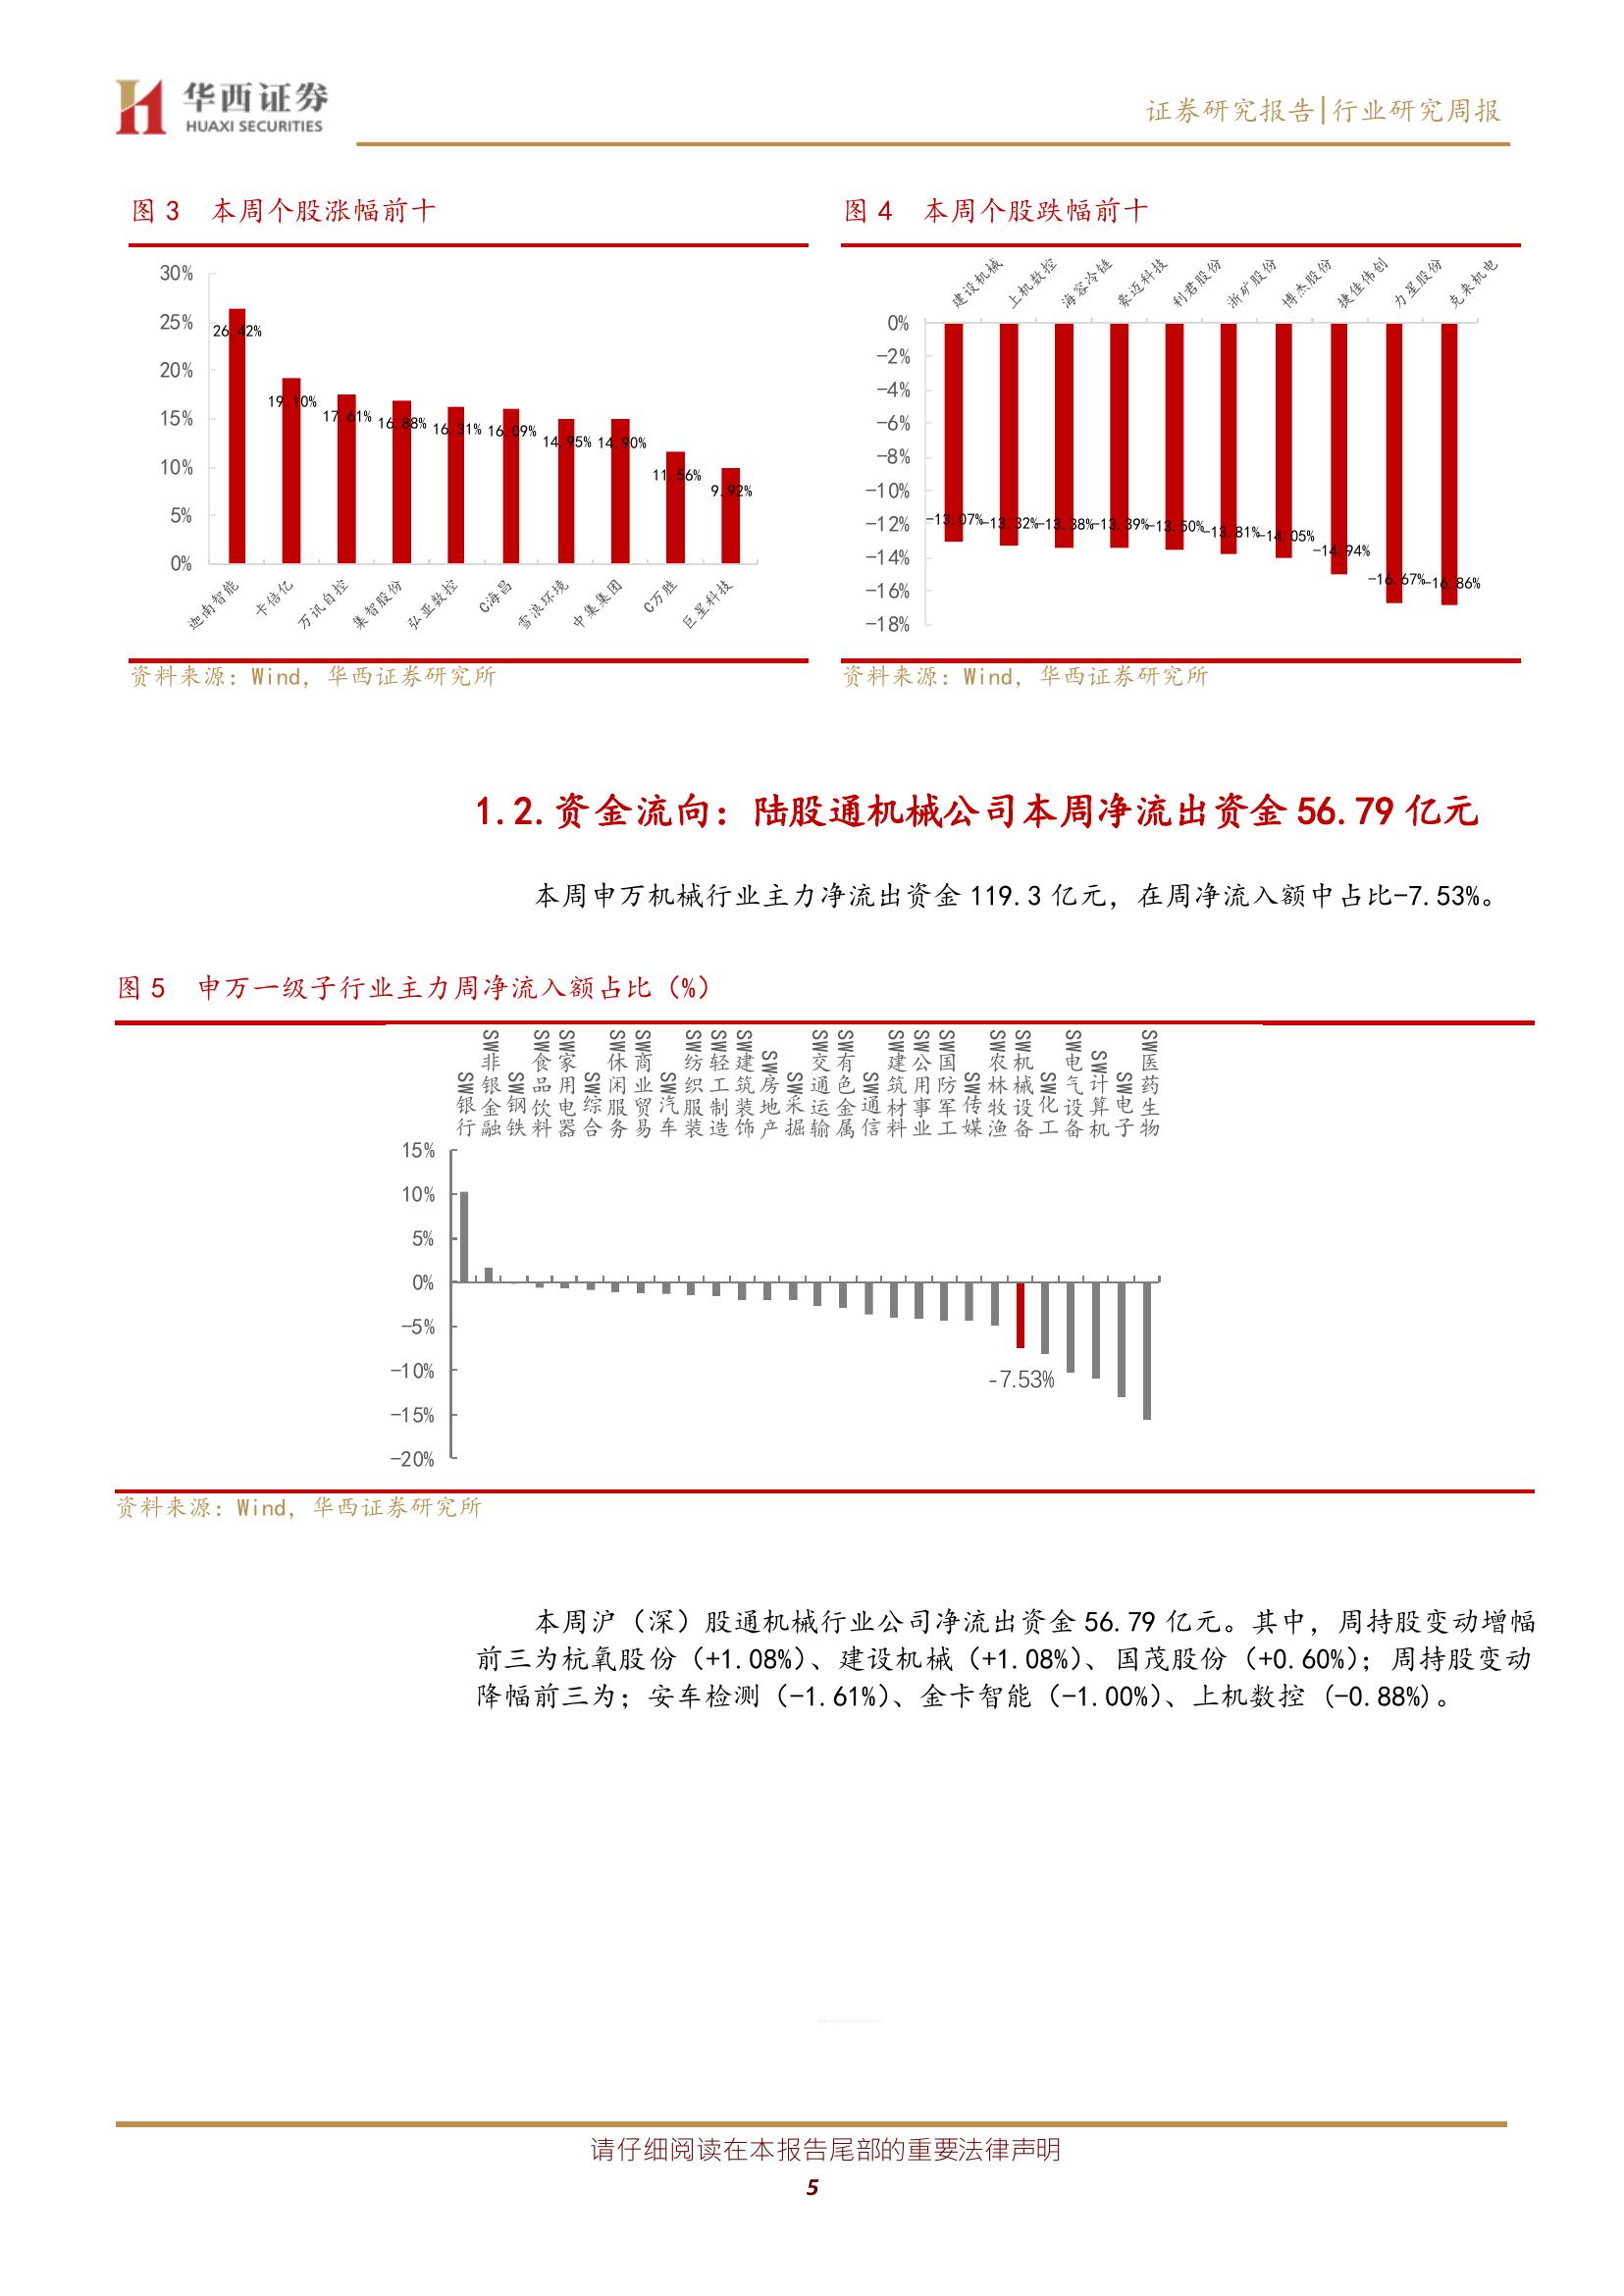 华西证券
HUAXI SECURITIES
证券研究报告|行业研究周报
图 3 本周个股涨幅前十
30%
25%
20%
15%
10%
5%
0%
26.42%
19.10%
17.61%
16.88%
16.31%
16.09%
14.95%
14.90%
11.56%
9.92%
迦南智能
卡倍亿
万讯自控
集智股份
弘亚数控
C海昌
雪浪环境
中集集团
C万胜
巨星科技
资料来源：Wind，华西证券研究所
图 4 本周个股跌幅前十
建设机械
上机数控
海容冷链
豪迈科技
利君股份
浙矿股份
博杰股份
捷佳伟创
力星股份
克来机电
0%
-2%
-4%
-6%
-8%
-10%
-12%
-14%
-16%
-18%
-13.07%
-13.32%
-13.38%
-13.39%
-13.50%
-13.81%
-14.05%
-14.94%
-16.67%
-16.86%
资料来源：Wind，华西证券研究所
1.2.资金流向：陆股通机械公司本周净流出资金 56.79 亿元
本周申万机械行业主力净流出资金 119.3 亿元，在周净流入额中占比-7.53%。
图 5 申万一级子行业主力周净流入额占比（%）
SW银行
SW非银金融
SW钢铁
SW食品饮料
SW家用电器
SW综合
SW休闲服务
SW商业贸易
SW汽车
SW纺织服装
SW轻工制造
SW建筑装饰
SW房地产
SW采掘
SW交通运输
SW有色金属
SW通信
SW建筑材料
SW公用事业
SW国防军工
SW传媒
SW农林牧渔
SW机械设备
SW化工
SW电气设备
SW计算机
SW电子
SW医药生物
15%
10%
5%
0%
-5%
-10%
-15%
-20%
-7.53%
资料来源：Wind，华西证券研究所
本周沪（深）股通机械行业公司净流出资金 56.79 亿元。其中，周持股变动增幅
前三为杭氧股份（+1.08%）、建设机械（+1.08%）、国茂股份（+0.60%）；周持股变动
降幅前三为；安车检测（-1.61%）、金卡智能（-1.00%）、上机数控（-0.88%）。
请仔细阅读在本报告尾部的重要法律声明
5